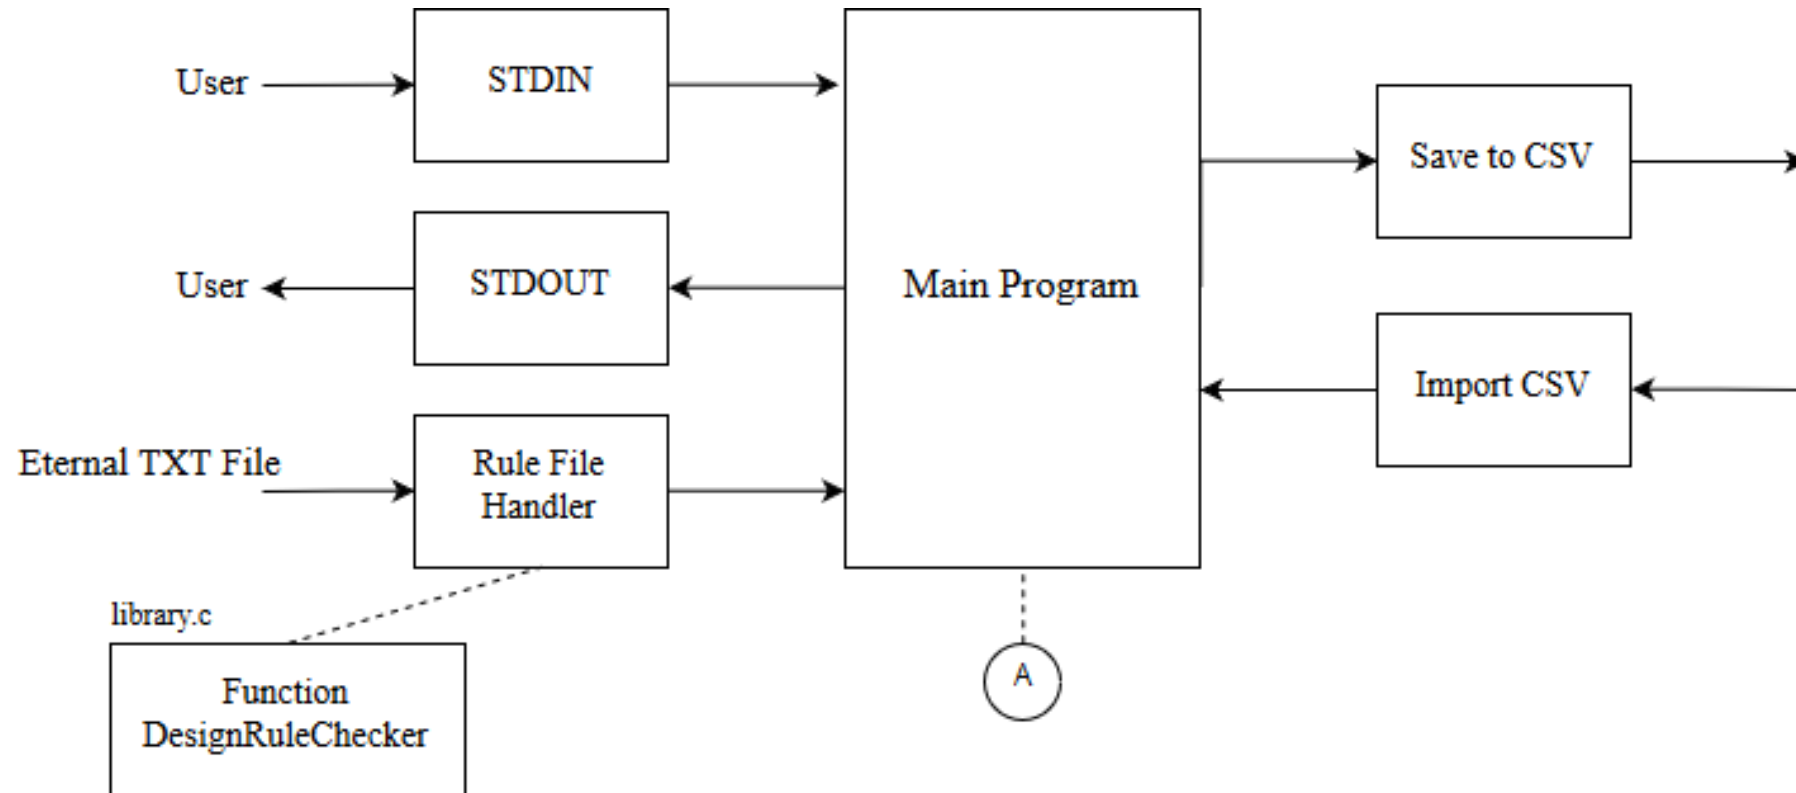 User
STDIN
Save to CSV
User
STDOUT
Main Program
Import CSV
Eternal TXT File
Rule File
Handler
library.c
Function
DesignRuleChecker
A